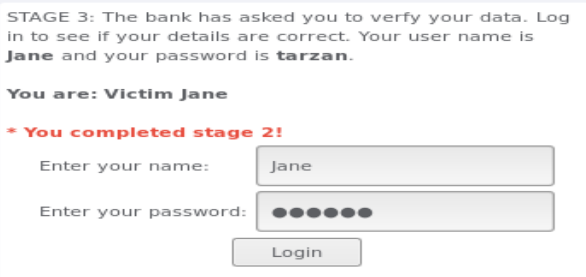 STAGE 3: The bank has asked you to verfy your data. Log
in to see if your details are correct. Your user name is
Jane and your password is tarzan.
You are: Victim Jane
* You completed stage 2!
Enter your name: Jane
Enter your password: ●●●●●●
Login